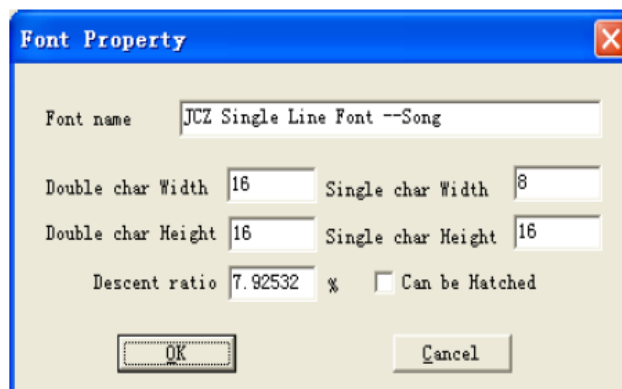 Font Property
Font name JCZ Single Line Font --Song
Double char Width 16 Single char Width 8
Double char Height 16 Single char Height 16
Descent ratio 7.92532 % Can be Hatched
OK Cancel